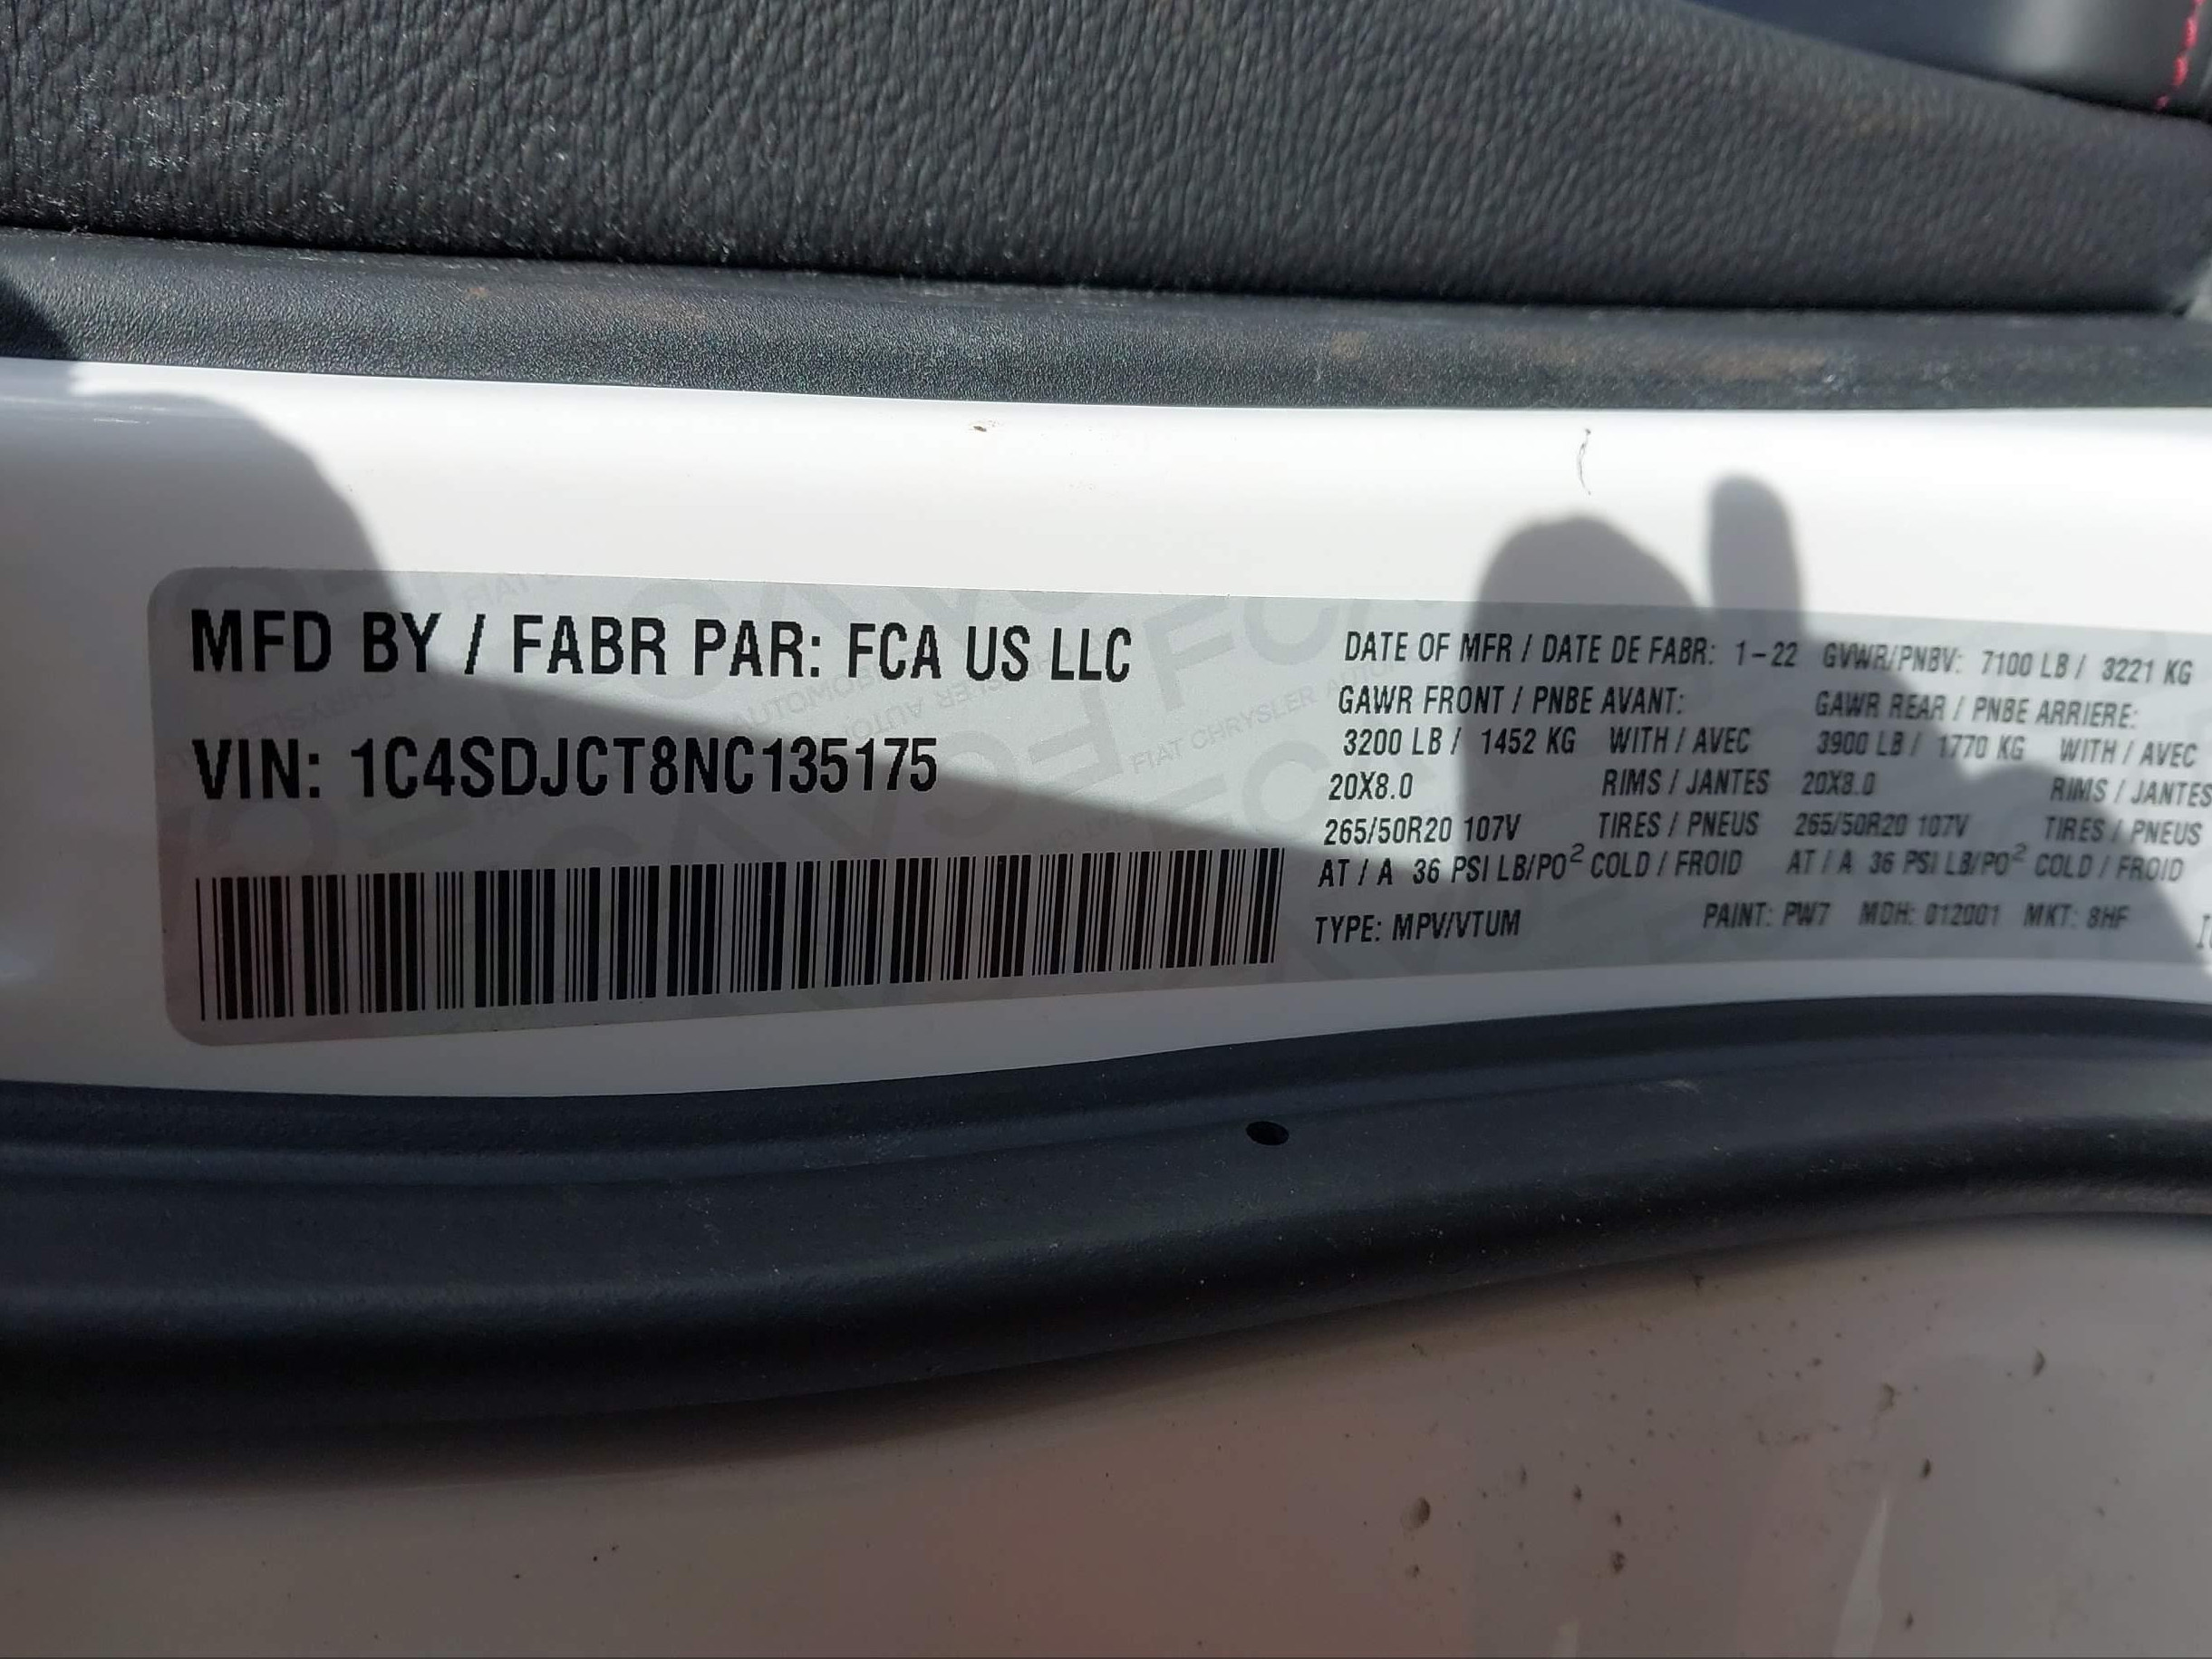 MFD BY / FABR PAR: FCA US LLC
VIN: 1C4SDJCT8NC135175
DATE OF MFR / DATE DE FABR: 1-22 GVWR/PNBV: 7100 LB / 3221 KG
GAWR FRONT / PNBE AVANT: GAWR REAR / PNBE ARRIERE:
3200 LB / 1452 KG WITH / AVEC 3900 LB / 1770 KG WITH / AVEC
20X8.0 RIMS / JANTES 20X8.0 RIMS / JANTES
265/50R20 107V TIRES / PNEUS 265/50R20 107V TIRES / PNEUS
AT / A 36 PSI LB/PO² COLD / FROID AT / A 36 PSI LB/PO² COLD / FROID
TYPE: MPV/VTUM PAINT: PW7 MDH: 012001 MKT: 8HF
FIAT CHRYSLER